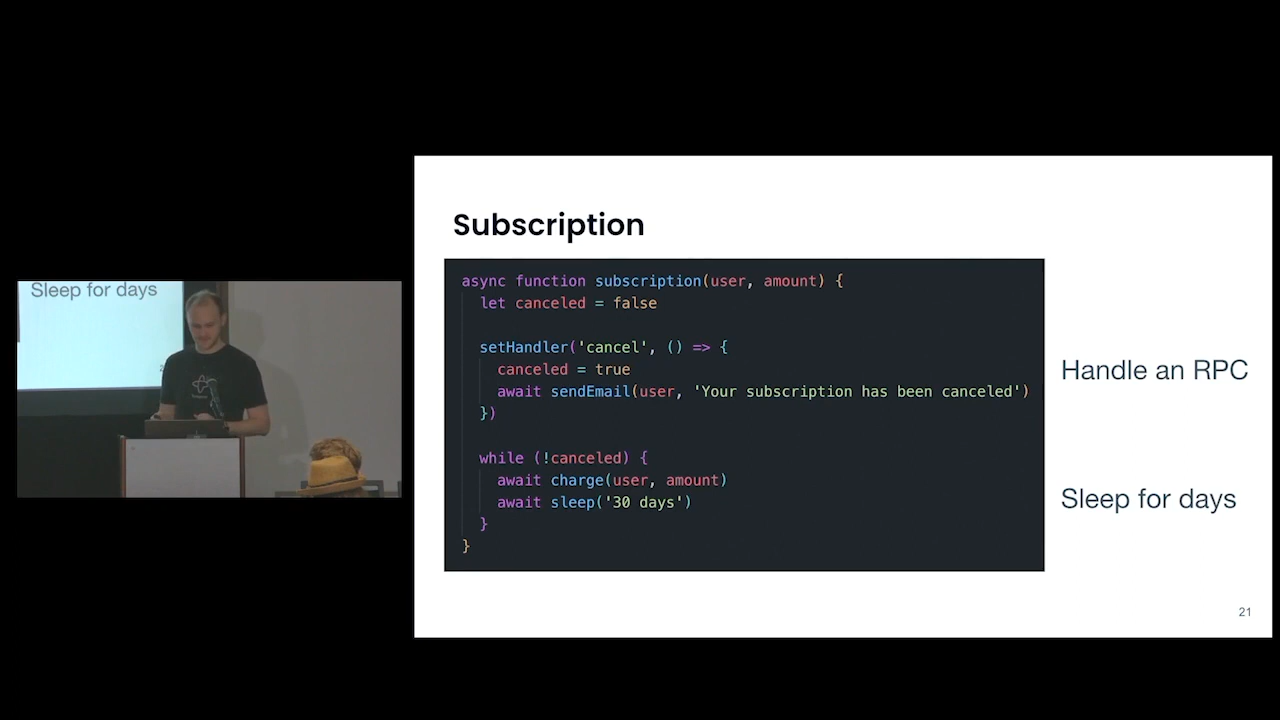 Sleep for days
Subscription
async function subscription(user, amount) {
let canceled = false
setHandler('cancel', () => {
canceled = true
await sendEmail(user, 'Your subscription has been canceled')
})
while (!canceled) {
await charge(user, amount)
await sleep('30 days')
}
}
Handle an RPC
Sleep for days
21